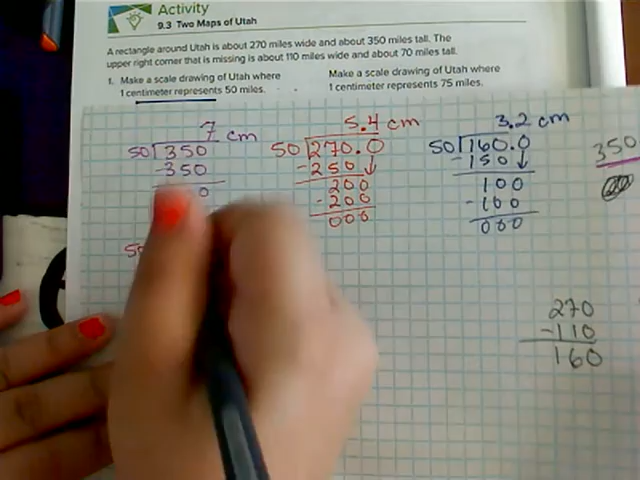 Activity
9.3 Two Maps of Utah
A rectangle around Utah is about 270 miles wide and about 350 miles tall. The
upper right corner that is missing is about 110 miles wide and about 70 miles tall.
1. Make a scale drawing of Utah where
1 centimeter represents 50 miles.
Make a scale drawing of Utah where
1 centimeter represents 75 miles.
7 cm
50 350
-350
0
5.4 cm
50 270.0
-250
200
-200
000
3.2 cm
50 160.0
-150
100
-100
000
350
270
-110
160